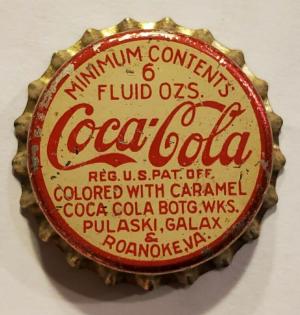 MINIMUM CONTENTS
6
FLUID OZS.
Coca-Cola
REG. U.S. PAT. OFF.
COLORED WITH CARAMEL
COCA COLA BOTG. WKS.
PULASKI, GALAX
&
ROANOKE, VA.